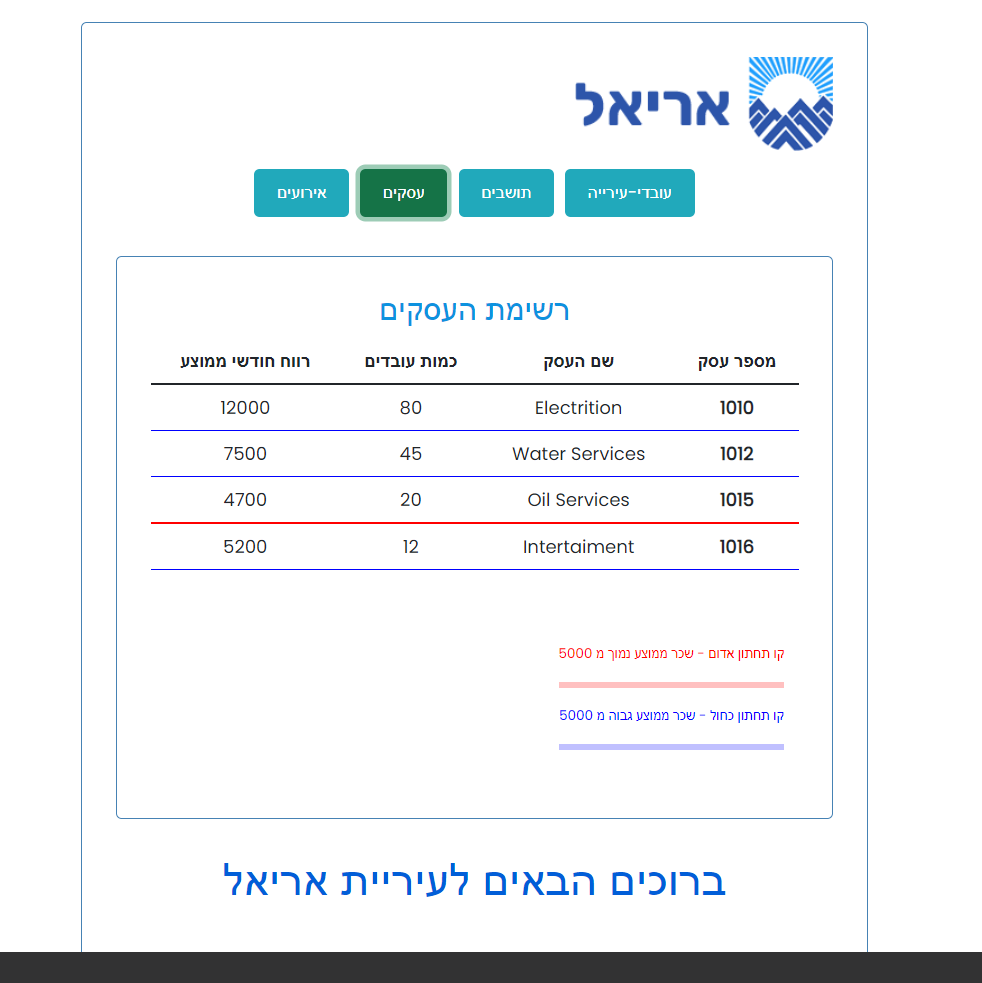 אריאל
עובדי-עירייה תושבים עסקים אירועים
רשימת העסקים
מספר עסק שם העסק כמות עובדים רווח חודשי ממוצע
1010 Electrition 80 12000
1012 Water Services 45 7500
1015 Oil Services 20 4700
1016 Intertaiment 12 5200
קו תחתון אדום - שכר ממוצע נמוך מ 5000
קו תחתון כחול - שכר ממוצע גבוה מ 5000
ברוכים הבאים לעיריית אריאל